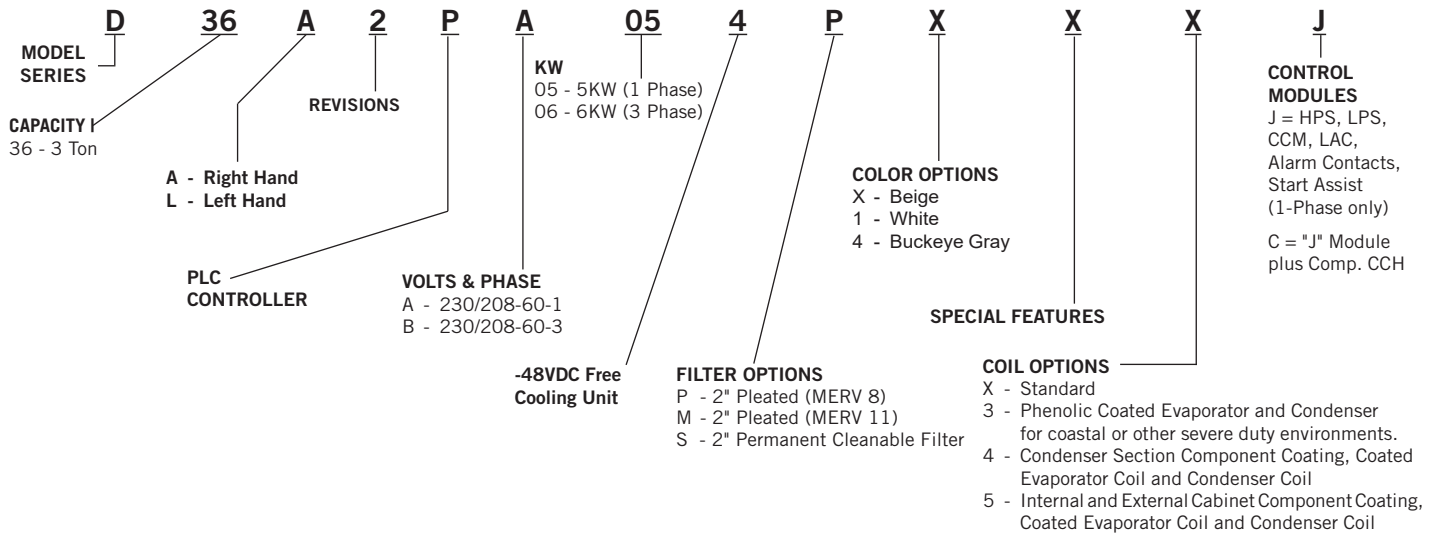 D 36 A 2 P A 05 4 P X X X J
MODEL
SERIES
CAPACITY I
36 - 3 Ton
A - Right Hand
L - Left Hand
REVISIONS
PLC
CONTROLLER
VOLTS & PHASE
A - 230/208-60-1
B - 230/208-60-3
KW
05 - 5KW (1 Phase)
06 - 6KW (3 Phase)
-48VDC Free
Cooling Unit
FILTER OPTIONS
P - 2" Pleated (MERV 8)
M - 2" Pleated (MERV 11)
S - 2" Permanent Cleanable Filter
COLOR OPTIONS
X - Beige
1 - White
4 - Buckeye Gray
SPECIAL FEATURES
COIL OPTIONS
X - Standard
3 - Phenolic Coated Evaporator and Condenser
for coastal or other severe duty environments.
4 - Condenser Section Component Coating, Coated
Evaporator Coil and Condenser Coil
5 - Internal and External Cabinet Component Coating,
Coated Evaporator Coil and Condenser Coil
CONTROL
MODULES
J = HPS, LPS,
CCM, LAC,
Alarm Contacts,
Start Assist
(1-Phase only)
C = "J" Module
plus Comp. CCH